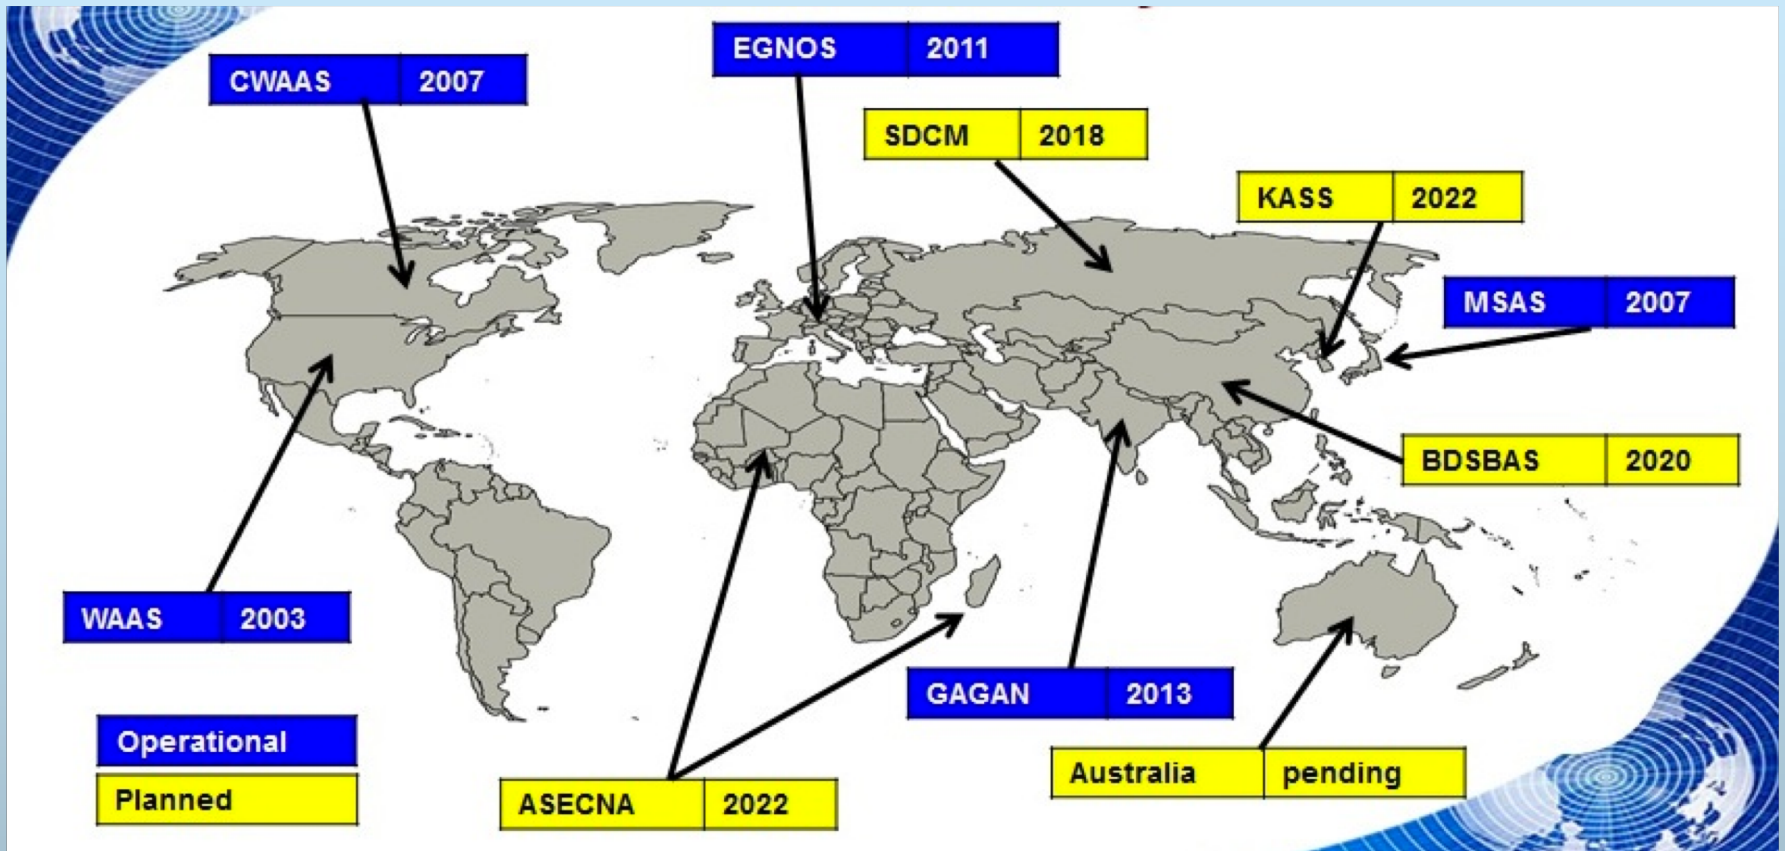 EGNOS 2011
CWAAS 2007
SDCM 2018
KASS 2022
MSAS 2007
BDSBAS 2020
WAAS 2003
GAGAN 2013
Operational
Australia pending
Planned
ASECNA 2022